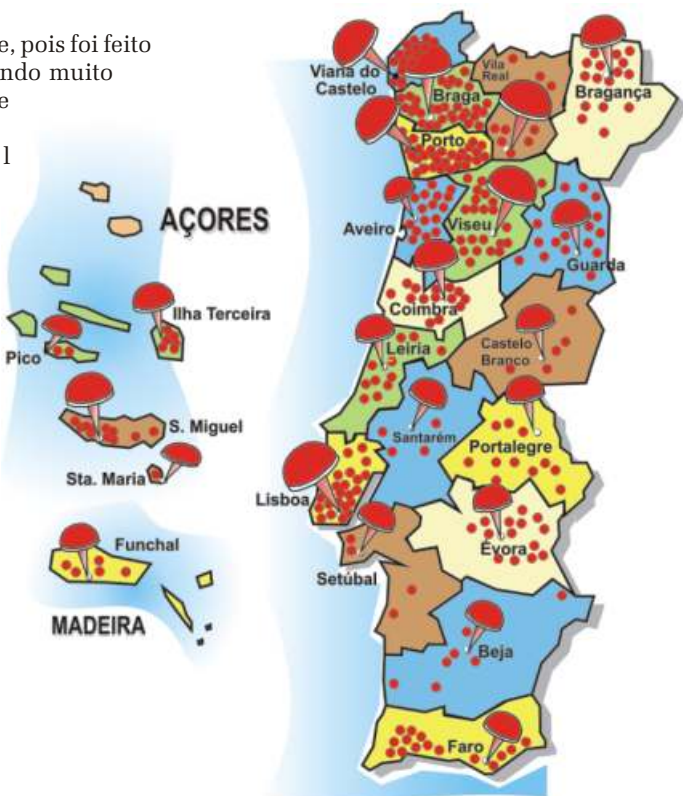 e, pois foi feito
ndo muito
e
l
Viana do
Castelo
Braga
Vila
Real
Bragança
Porto
AÇORES
Aveiro
Viseu
Guarda
Ilha Terceira
Coimbra
Pico
Leiria
Castelo
Branco
S. Miguel
Santarém
Portalegre
Sta. Maria
Lisboa
Funchal
Évora
Setúbal
MADEIRA
Beja
Faro